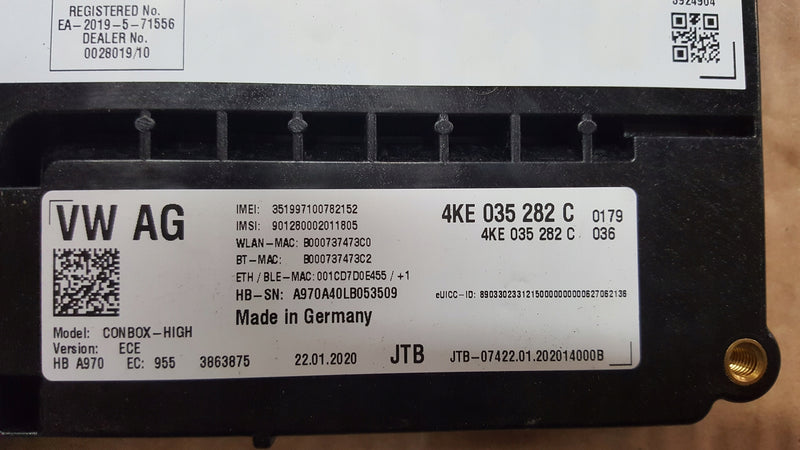 REGISTERED No.
EA-2019-5-71556
DEALER No.
0028019/10
5924904
VW AG
IMEI: 351997100782152
IMSI: 901280002011805
WLAN-MAC: B000737473C0
BT-MAC: B000737473C2
ETH / BLE-MAC: 001CD7D0E455 / +1
HB-SN: A970A40LB053509
Made in Germany
4KE 035 282 C 0179
4KE 035 282 C 036
eUICC-ID: 89033023312150000000000627062136
Model: CONBOX-HIGH
Version: ECE
HB A970 EC: 955 3863875 22.01.2020 JTB JTB-07422.01.202014000B